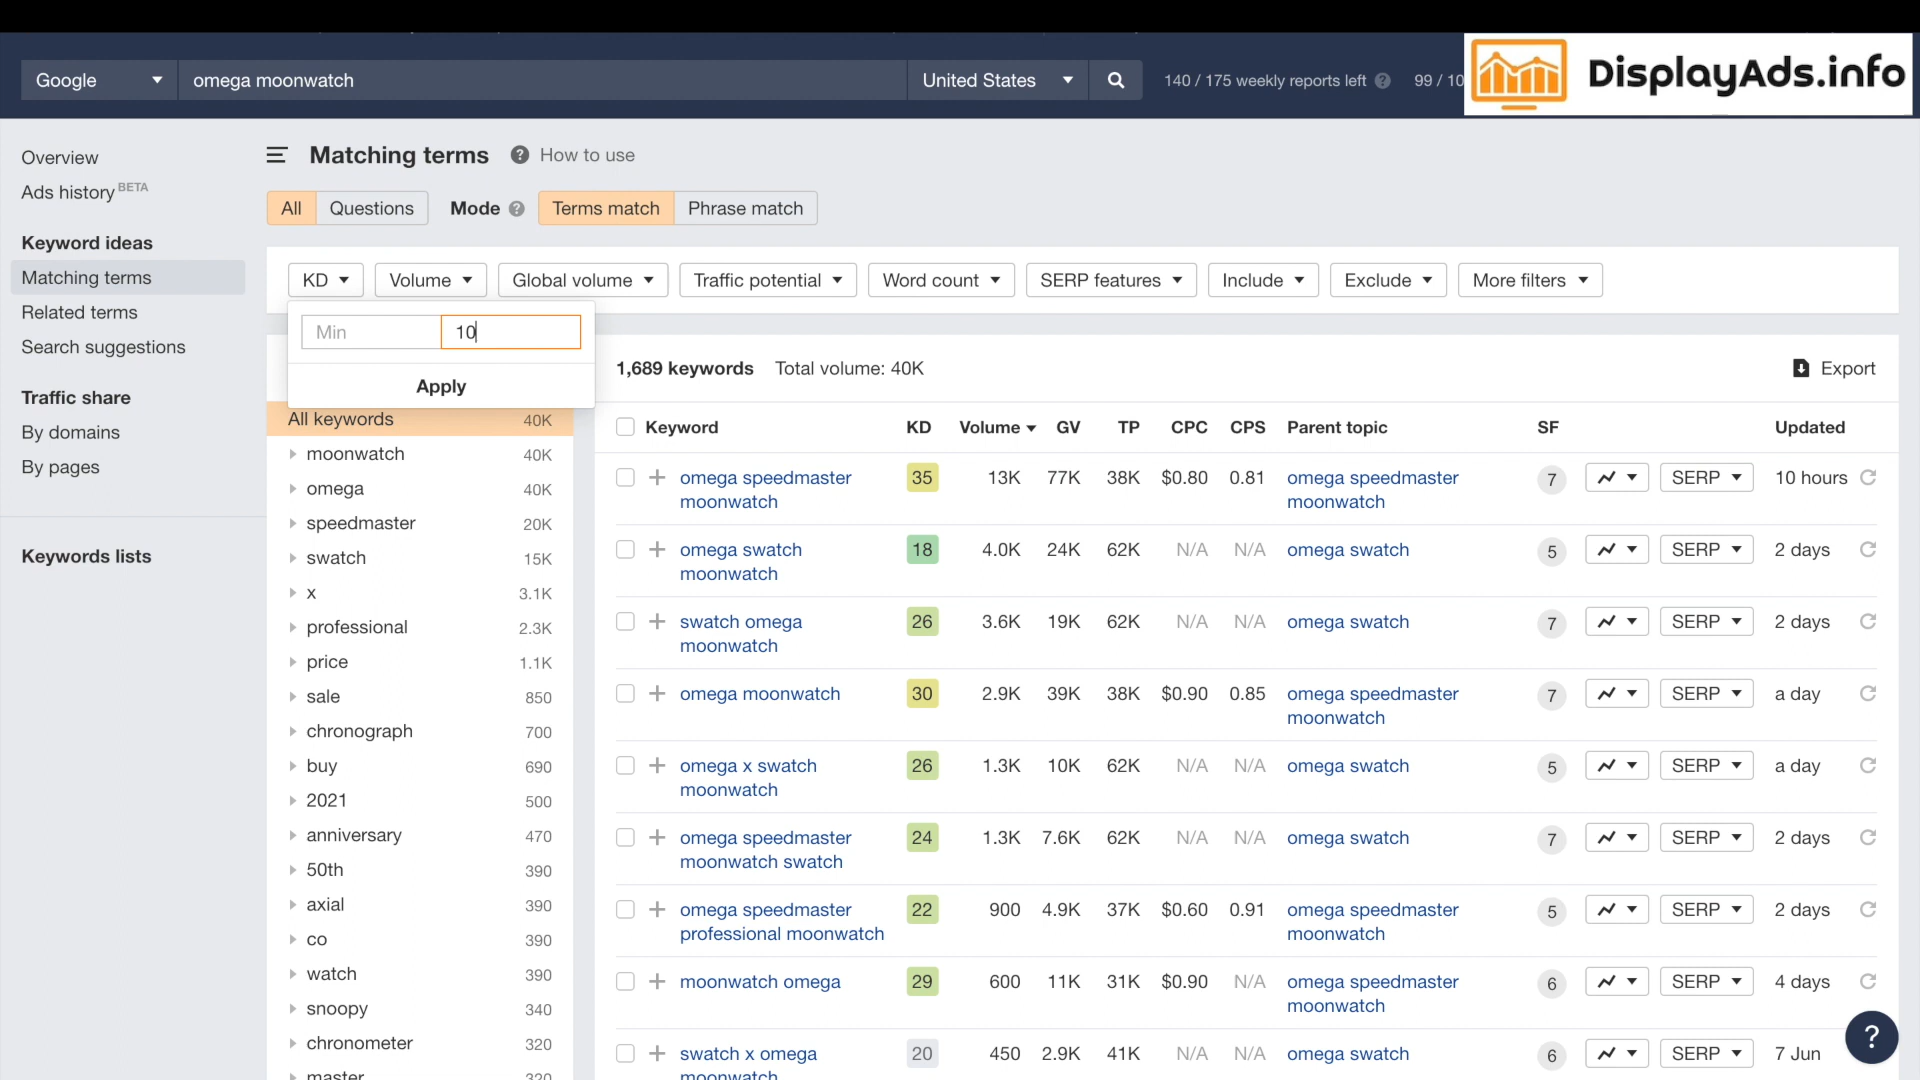 Google
omega moonwatch
United States
140 / 175 weekly reports left ?
99 / 10
DisplayAds.info
Overview
Ads history BETA
Keyword ideas
Matching terms
Related terms
Search suggestions
Traffic share
By domains
By pages
Keywords lists
Matching terms ? How to use
All Questions Mode ? Terms match Phrase match
KD Volume Global volume Traffic potential Word count SERP features Include Exclude More filters
Min 10
Apply
All keywords 40K
moonwatch 40K
omega 40K
speedmaster 20K
swatch 15K
x 3.1K
professional 2.3K
price 1.1K
sale 850
chronograph 700
buy 690
2021 500
anniversary 470
50th 390
axial 390
co 390
watch 390
snoopy 340
chronometer 320
master 320
1,689 keywords Total volume: 40K Export
Keyword KD Volume GV TP CPC CPS Parent topic SF Updated
omega speedmaster 35 13K 77K 38K $0.80 0.81 omega speedmaster 7 SERP 10 hours
moonwatch moonwatch
omega swatch 18 4.0K 24K 62K N/A N/A omega swatch 5 SERP 2 days
moonwatch
swatch omega 26 3.6K 19K 62K N/A N/A omega swatch 7 SERP 2 days
moonwatch
omega moonwatch 30 2.9K 39K 38K $0.90 0.85 omega speedmaster 7 SERP a day
moonwatch
omega x swatch 26 1.3K 10K 62K N/A N/A omega swatch 5 SERP a day
moonwatch
omega speedmaster 24 1.3K 7.6K 62K N/A N/A omega swatch 7 SERP 2 days
moonwatch swatch
omega speedmaster 22 900 4.9K 37K $0.60 0.91 omega speedmaster 5 SERP 2 days
professional moonwatch moonwatch
moonwatch omega 29 600 11K 31K $0.90 N/A omega speedmaster 6 SERP 4 days
moonwatch
swatch x omega 20 450 2.9K 41K N/A N/A omega swatch 6 SERP 7 Jun
moonwatch
?